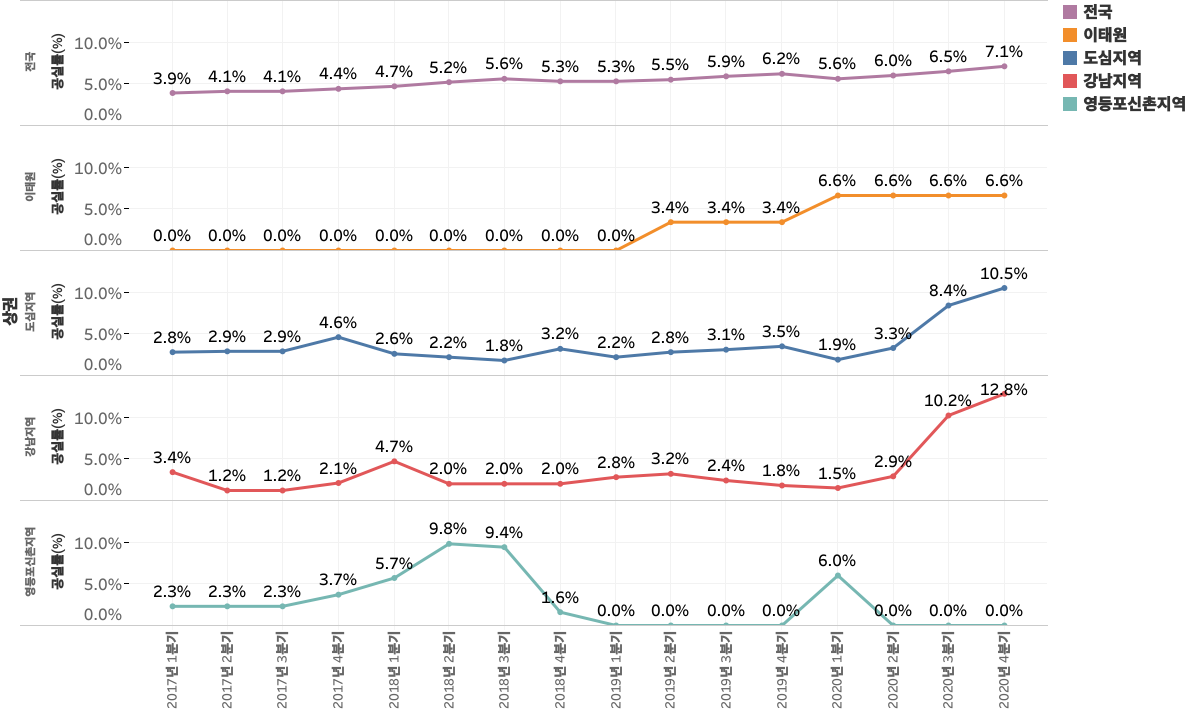 전국
이태원
도심지역
강남지역
영등포신촌지역
상권
전국
공실률(%)
10.0%
5.0%
0.0%
3.9% 4.1% 4.1% 4.4% 4.7% 5.2% 5.6% 5.3% 5.3% 5.5% 5.9% 6.2% 5.6% 6.0% 6.5% 7.1%
이태원
공실률(%)
10.0%
5.0%
0.0%
0.0% 0.0% 0.0% 0.0% 0.0% 0.0% 0.0% 0.0% 0.0% 3.4% 3.4% 3.4% 6.6% 6.6% 6.6% 6.6%
도심지역
공실률(%)
10.0%
5.0%
0.0%
2.8% 2.9% 2.9% 4.6% 2.6% 2.2% 1.8% 3.2% 2.2% 2.8% 3.1% 3.5% 1.9% 3.3% 8.4% 10.5%
강남지역
공실률(%)
10.0%
5.0%
0.0%
3.4% 1.2% 1.2% 2.1% 4.7% 2.0% 2.0% 2.0% 2.8% 3.2% 2.4% 1.8% 1.5% 2.9% 10.2% 12.8%
영등포신촌지역
공실률(%)
10.0%
5.0%
0.0%
2.3% 2.3% 2.3% 3.7% 5.7% 9.8% 9.4% 1.6% 0.0% 0.0% 0.0% 0.0% 6.0% 0.0% 0.0% 0.0%
2017년 1분기
2017년 2분기
2017년 3분기
2017년 4분기
2018년 1분기
2018년 2분기
2018년 3분기
2018년 4분기
2019년 1분기
2019년 2분기
2019년 3분기
2019년 4분기
2020년 1분기
2020년 2분기
2020년 3분기
2020년 4분기